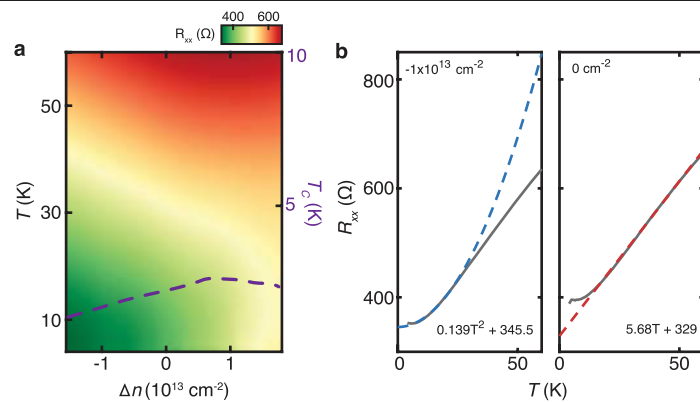 400 600
Rxx (Ω)
a
10
50
30
10
T (K)
5
TC (K)
-1 0 1
Δn (10^13 cm^-2)
b
-1x10^13 cm^-2
0 cm^-2
800
600
400
Rxx (Ω)
0.139T^2 + 345.5
5.68T + 329
0 50 0 50
T (K)